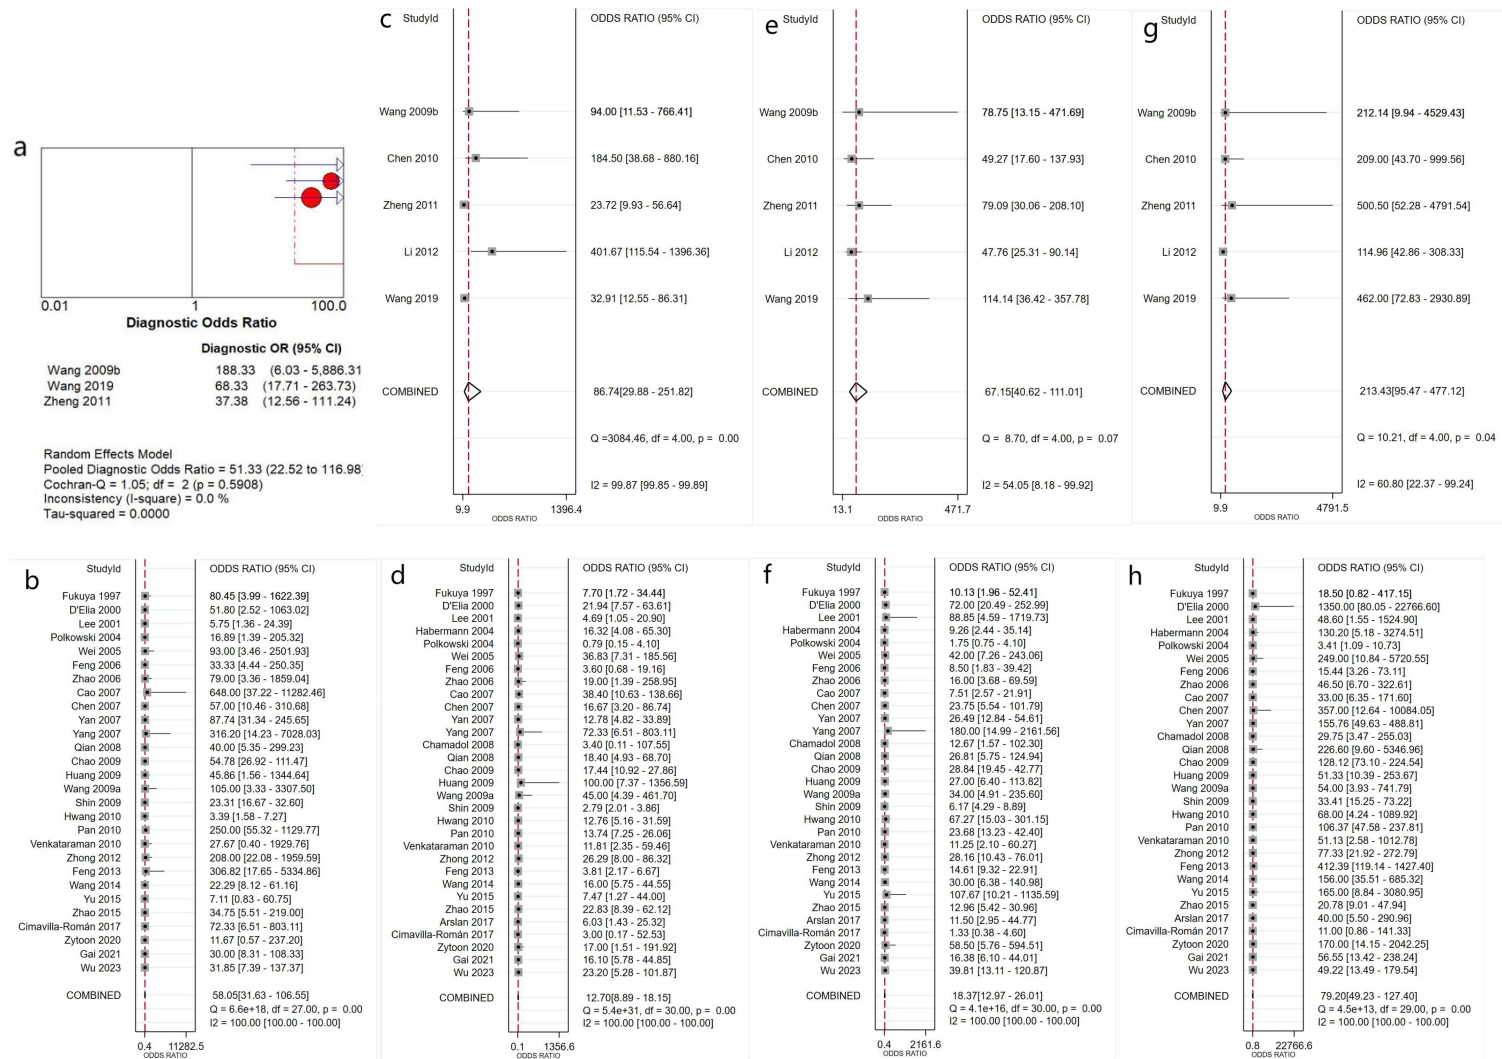 a
0.01 1 100.0
Diagnostic Odds Ratio
Diagnostic OR (95% CI)
Wang 2009b 188.33 (6.03 - 5,886.31
Wang 2019 68.33 (17.71 - 263.73)
Zheng 2011 37.38 (12.56 - 111.24)
Random Effects Model
Pooled Diagnostic Odds Ratio = 51.33 (22.52 to 116.98)
Cochran-Q = 1.05; df = 2 (p = 0.5908)
Inconsistency (I-square) = 0.0 %
Tau-squared = 0.0000
c
StudyId ODDS RATIO (95% CI)
Wang 2009b 94.00 [11.53 - 766.41]
Chen 2010 184.50 [38.68 - 880.16]
Zheng 2011 23.72 [9.93 - 56.64]
Li 2012 401.67 [115.54 - 1396.36]
Wang 2019 32.91 [12.55 - 86.31]
COMBINED 86.74[29.88 - 251.82]
Q =3084.46, df = 4.00, p = 0.00
I2 = 99.87 [99.85 - 99.89]
9.9 1396.4
ODDS RATIO
e
StudyId ODDS RATIO (95% CI)
Wang 2009b 78.75 [13.15 - 471.69]
Chen 2010 49.27 [17.60 - 137.93]
Zheng 2011 79.09 [30.06 - 208.10]
Li 2012 47.76 [25.31 - 90.14]
Wang 2019 114.14 [36.42 - 357.78]
COMBINED 67.15[40.62 - 111.01]
Q = 8.70, df = 4.00, p = 0.07
I2 = 54.05 [8.18 - 99.92]
13.1 471.7
ODDS RATIO
g
StudyId ODDS RATIO (95% CI)
Wang 2009b 212.14 [9.94 - 4529.43]
Chen 2010 209.00 [43.70 - 999.56]
Zheng 2011 500.50 [52.28 - 4791.54]
Li 2012 114.96 [42.86 - 308.33]
Wang 2019 462.00 [72.83 - 2930.89]
COMBINED 213.43[95.47 - 477.12]
Q = 10.21, df = 4.00, p = 0.04
I2 = 60.80 [22.37 - 99.24]
9.9 4791.5
ODDS RATIO
b
StudyId ODDS RATIO (95% CI)
Fukuya 1997 80.45 [3.99 - 1622.39]
D'Elia 2000 51.80 [2.52 - 1063.02]
Lee 2001 5.75 [1.36 - 24.39]
Polkowski 2004 16.89 [1.39 - 205.32]
Wei 2005 93.00 [3.46 - 2501.93]
Feng 2006 33.33 [4.44 - 250.35]
Zhao 2006 79.00 [3.36 - 1859.04]
Cao 2007 648.00 [37.22 - 11282.46]
Chen 2007 57.00 [10.46 - 310.68]
Yan 2007 87.74 [31.34 - 245.65]
Yang 2007 316.20 [14.23 - 7028.03]
Qian 2008 40.00 [5.35 - 299.23]
Chao 2009 54.78 [26.92 - 111.47]
Huang 2009 45.86 [1.56 - 1344.64]
Wang 2009a 105.00 [3.33 - 3307.50]
Shin 2009 23.31 [16.67 - 32.60]
Hwang 2010 3.39 [1.58 - 7.27]
Pan 2010 250.00 [55.32 - 1129.77]
Venkataraman 2010 27.67 [0.40 - 1929.76]
Zhong 2012 208.00 [22.08 - 1959.59]
Feng 2013 306.82 [17.65 - 5334.86]
Wang 2014 22.29 [8.12 - 61.16]
Yu 2015 7.11 [0.83 - 60.75]
Zhao 2015 34.75 [5.51 - 219.00]
Cimavilla-Román 2017 72.33 [6.51 - 803.11]
Zytoon 2020 11.67 [0.57 - 237.20]
Gai 2021 30.00 [8.31 - 108.33]
Wu 2023 31.85 [7.39 - 137.37]
COMBINED 58.05[31.63 - 106.55]
Q = 6.6e+18, df = 27.00, p = 0.00
I2 = 100.00 [100.00 - 100.00]
0.4 11282.5
ODDS RATIO
d
StudyId ODDS RATIO (95% CI)
Fukuya 1997 7.70 [1.72 - 34.44]
D'Elia 2000 21.94 [7.57 - 63.61]
Lee 2001 4.69 [1.05 - 20.90]
Habermann 2004 16.32 [4.08 - 65.30]
Polkowski 2004 0.79 [0.15 - 4.10]
Wei 2005 36.83 [7.31 - 185.56]
Feng 2006 3.60 [0.68 - 19.16]
Zhao 2006 19.00 [1.39 - 258.95]
Cao 2007 38.40 [10.63 - 138.66]
Chen 2007 16.67 [3.20 - 86.74]
Yan 2007 12.78 [4.82 - 33.89]
Yang 2007 72.33 [6.51 - 803.11]
Chamadol 2008 3.40 [0.11 - 107.55]
Qian 2008 18.40 [4.93 - 68.70]
Chao 2009 17.44 [10.92 - 27.86]
Huang 2009 100.00 [7.37 - 1356.59]
Wang 2009a 45.00 [4.39 - 461.70]
Shin 2009 2.79 [2.01 - 3.86]
Hwang 2010 12.76 [5.16 - 31.59]
Pan 2010 13.74 [7.25 - 26.06]
Venkataraman 2010 11.81 [2.35 - 59.46]
Zhong 2012 26.29 [8.00 - 86.32]
Feng 2013 3.81 [2.17 - 6.67]
Wang 2014 16.00 [5.75 - 44.55]
Yu 2015 7.47 [1.27 - 44.00]
Zhao 2015 22.83 [8.39 - 62.12]
Arslan 2017 6.03 [1.43 - 25.32]
Cimavilla-Román 2017 3.00 [0.17 - 52.53]
Zytoon 2020 17.00 [1.51 - 191.92]
Gai 2021 16.10 [5.78 - 44.85]
Wu 2023 23.20 [5.28 - 101.87]
COMBINED 12.70[8.89 - 18.15]
Q = 5.4e+31, df = 30.00, p = 0.00
I2 = 100.00 [100.00 - 100.00]
0.1 1356.6
ODDS RATIO
f
StudyId ODDS RATIO (95% CI)
Fukuya 1997 10.13 [1.96 - 52.41]
D'Elia 2000 72.00 [20.49 - 252.99]
Lee 2001 88.85 [4.59 - 1719.73]
Habermann 2004 9.26 [2.44 - 35.14]
Polkowski 2004 1.75 [0.75 - 4.10]
Wei 2005 42.00 [7.26 - 243.06]
Feng 2006 8.50 [1.83 - 39.42]
Zhao 2006 16.00 [3.68 - 69.59]
Cao 2007 7.51 [2.57 - 21.91]
Chen 2007 23.75 [5.54 - 101.79]
Yan 2007 26.49 [12.84 - 54.61]
Yang 2007 180.00 [14.99 - 2161.56]
Chamadol 2008 12.67 [1.57 - 102.30]
Qian 2008 26.81 [5.75 - 124.94]
Chao 2009 28.84 [19.45 - 42.77]
Huang 2009 27.00 [6.40 - 113.82]
Wang 2009a 34.00 [4.91 - 235.60]
Shin 2009 6.17 [4.29 - 8.89]
Hwang 2010 67.27 [15.03 - 301.15]
Pan 2010 23.68 [13.23 - 42.40]
Venkataraman 2010 11.25 [2.10 - 60.27]
Zhong 2012 28.16 [10.43 - 76.01]
Feng 2013 14.61 [9.32 - 22.91]
Wang 2014 30.00 [6.38 - 140.98]
Yu 2015 107.67 [10.21 - 1135.59]
Zhao 2015 12.96 [5.42 - 30.96]
Arslan 2017 11.50 [2.95 - 44.77]
Cimavilla-Román 2017 1.33 [0.38 - 4.60]
Zytoon 2020 58.50 [5.76 - 594.51]
Gai 2021 16.38 [6.10 - 44.01]
Wu 2023 39.81 [13.11 - 120.87]
COMBINED 18.37[12.97 - 26.01]
Q = 4.1e+16, df = 30.00, p = 0.00
I2 = 100.00 [100.00 - 100.00]
0.4 2161.6
ODDS RATIO
h
StudyId ODDS RATIO (95% CI)
Fukuya 1997 18.50 [0.82 - 417.15]
D'Elia 2000 1350.00 [80.05 - 22766.60]
Lee 2001 48.60 [1.55 - 1524.90]
Habermann 2004 130.20 [5.18 - 3274.51]
Polkowski 2004 3.41 [1.09 - 10.73]
Wei 2005 249.00 [10.84 - 5720.55]
Feng 2006 15.44 [3.26 - 73.11]
Zhao 2006 46.50 [6.70 - 322.61]
Cao 2007 33.00 [6.35 - 171.60]
Chen 2007 357.00 [12.64 - 10084.05]
Yan 2007 155.76 [49.63 - 488.81]
Chamadol 2008 29.75 [3.47 - 255.03]
Qian 2008 226.60 [9.60 - 5346.96]
Chao 2009 128.12 [73.10 - 224.54]
Huang 2009 51.33 [10.39 - 253.67]
Wang 2009a 54.00 [3.93 - 741.79]
Shin 2009 33.41 [15.25 - 73.22]
Hwang 2010 68.00 [4.24 - 1089.92]
Pan 2010 106.37 [47.58 - 237.81]
Venkataraman 2010 51.13 [2.58 - 1012.78]
Zhong 2012 77.33 [21.92 - 272.79]
Feng 2013 412.39 [119.14 - 1427.40]
Wang 2014 156.00 [35.51 - 685.32]
Yu 2015 165.00 [8.84 - 3080.95]
Zhao 2015 20.78 [9.01 - 47.94]
Arslan 2017 40.00 [5.50 - 290.96]
Cimavilla-Román 2017 11.00 [0.86 - 141.33]
Zytoon 2020 170.00 [14.15 - 2042.25]
Gai 2021 56.55 [13.42 - 238.24]
Wu 2023 49.22 [13.49 - 179.54]
COMBINED 79.20[49.23 - 127.40]
Q = 4.5e+13, df = 29.00, p = 0.00
I2 = 100.00 [100.00 - 100.00]
0.8 22766.6
ODDS RATIO